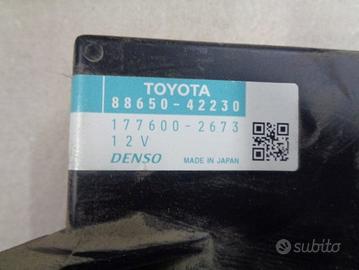 TOYOTA
88650-42230
177600-2673
12V
DENSO MADE IN JAPAN
subito